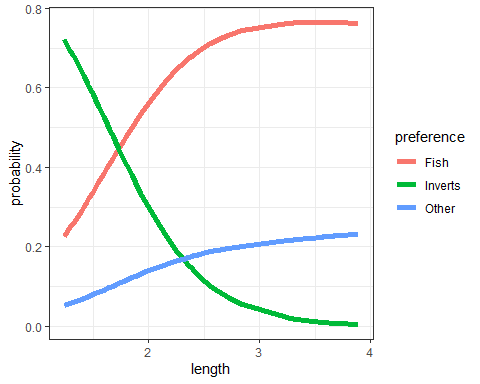 0.8
0.6
0.4
0.2
0.0
probability
2
3
4
length
preference
Fish
Inverts
Other